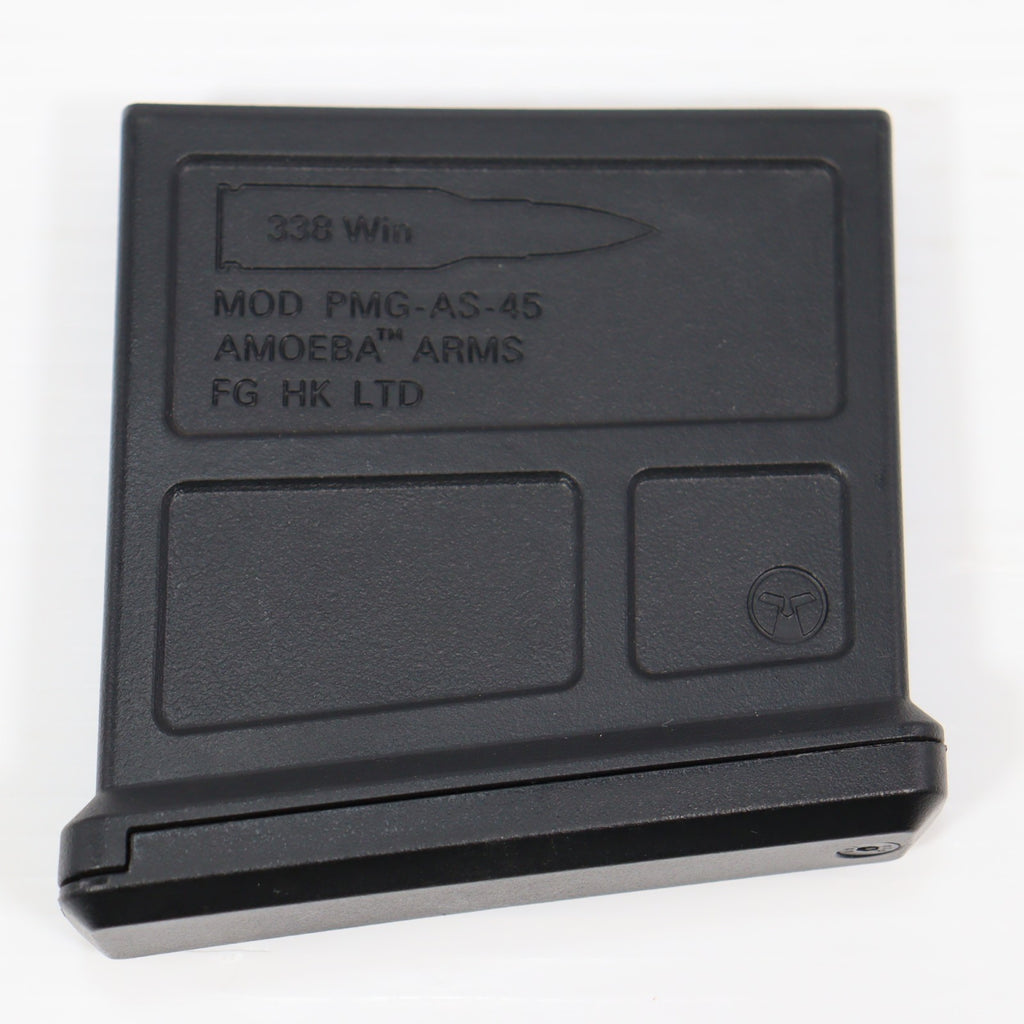 338 Win
MOD PMG-AS-45
AMOEBA™ ARMS
FG HK LTD